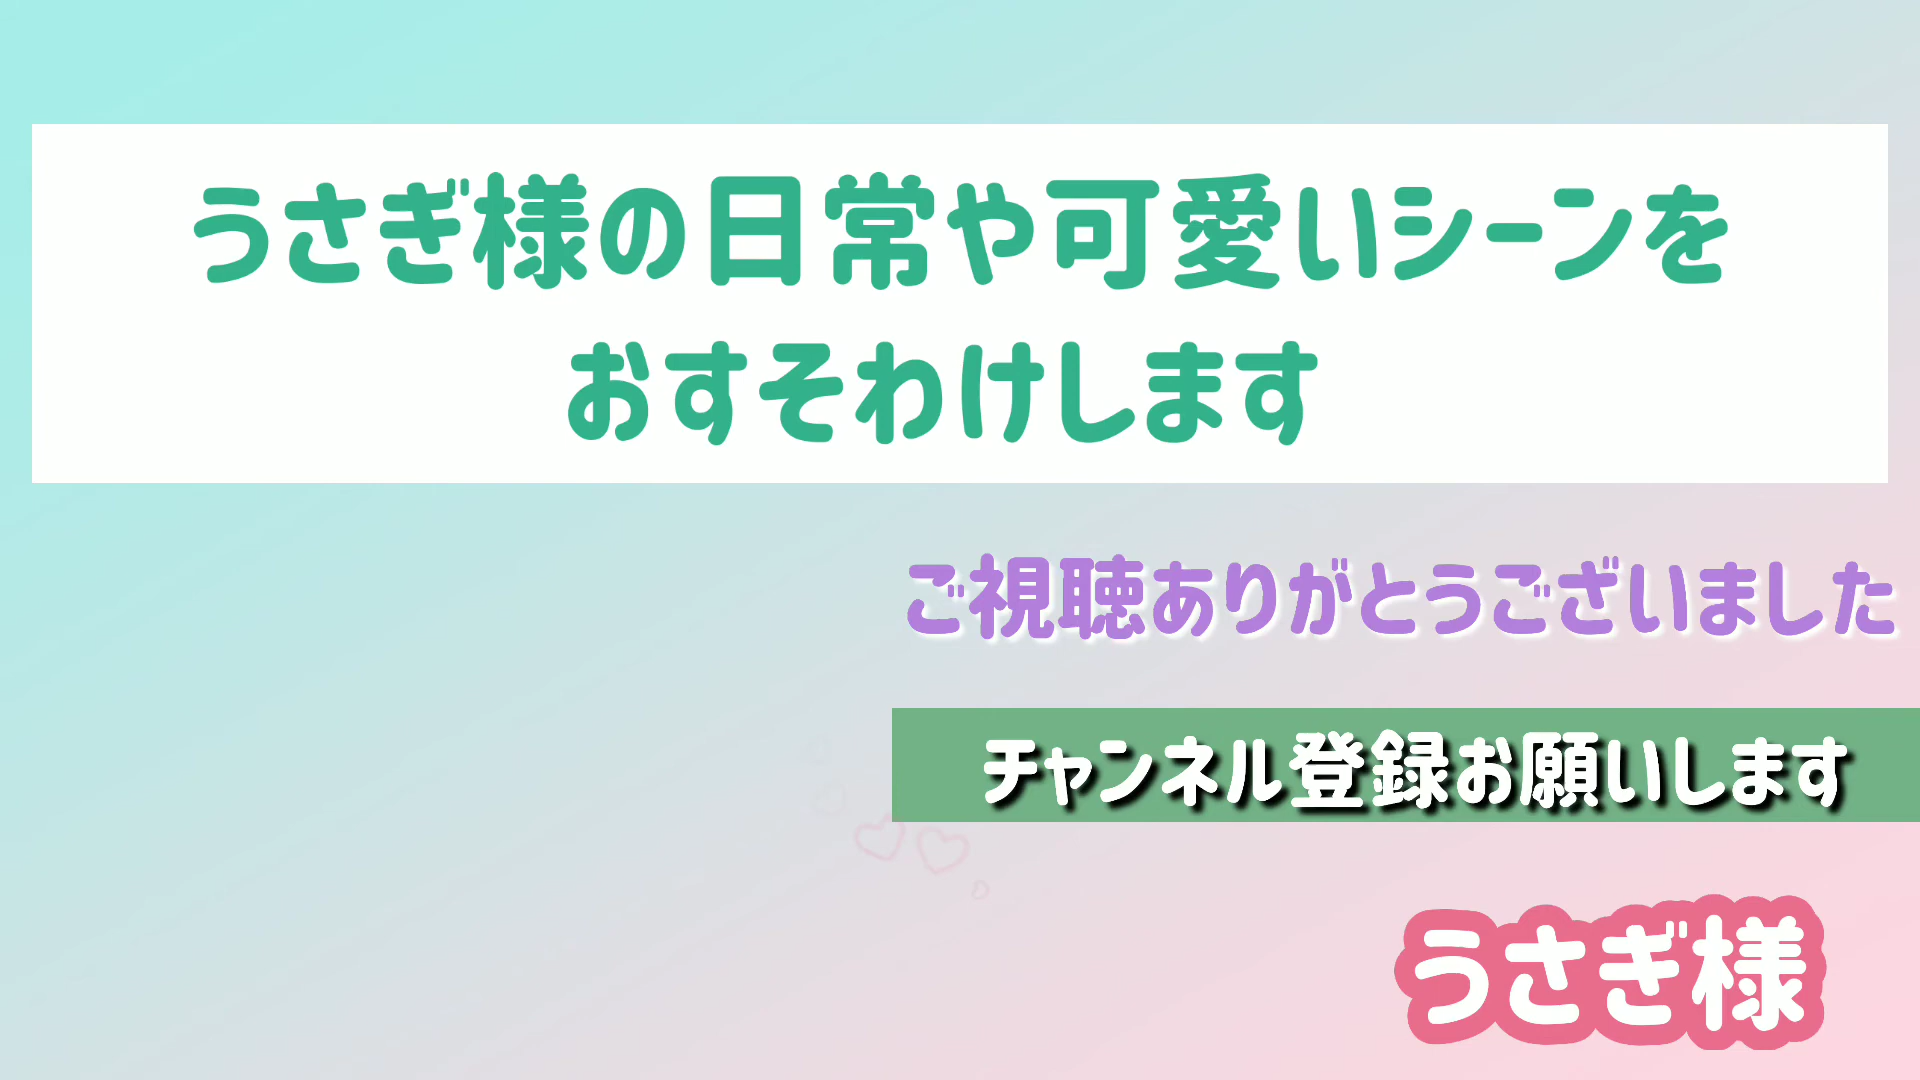 うさぎ様の日常や可愛いシーンを
おすそわけします
ご視聴ありがとうございました
チャンネル登録お願いします
うさぎ様